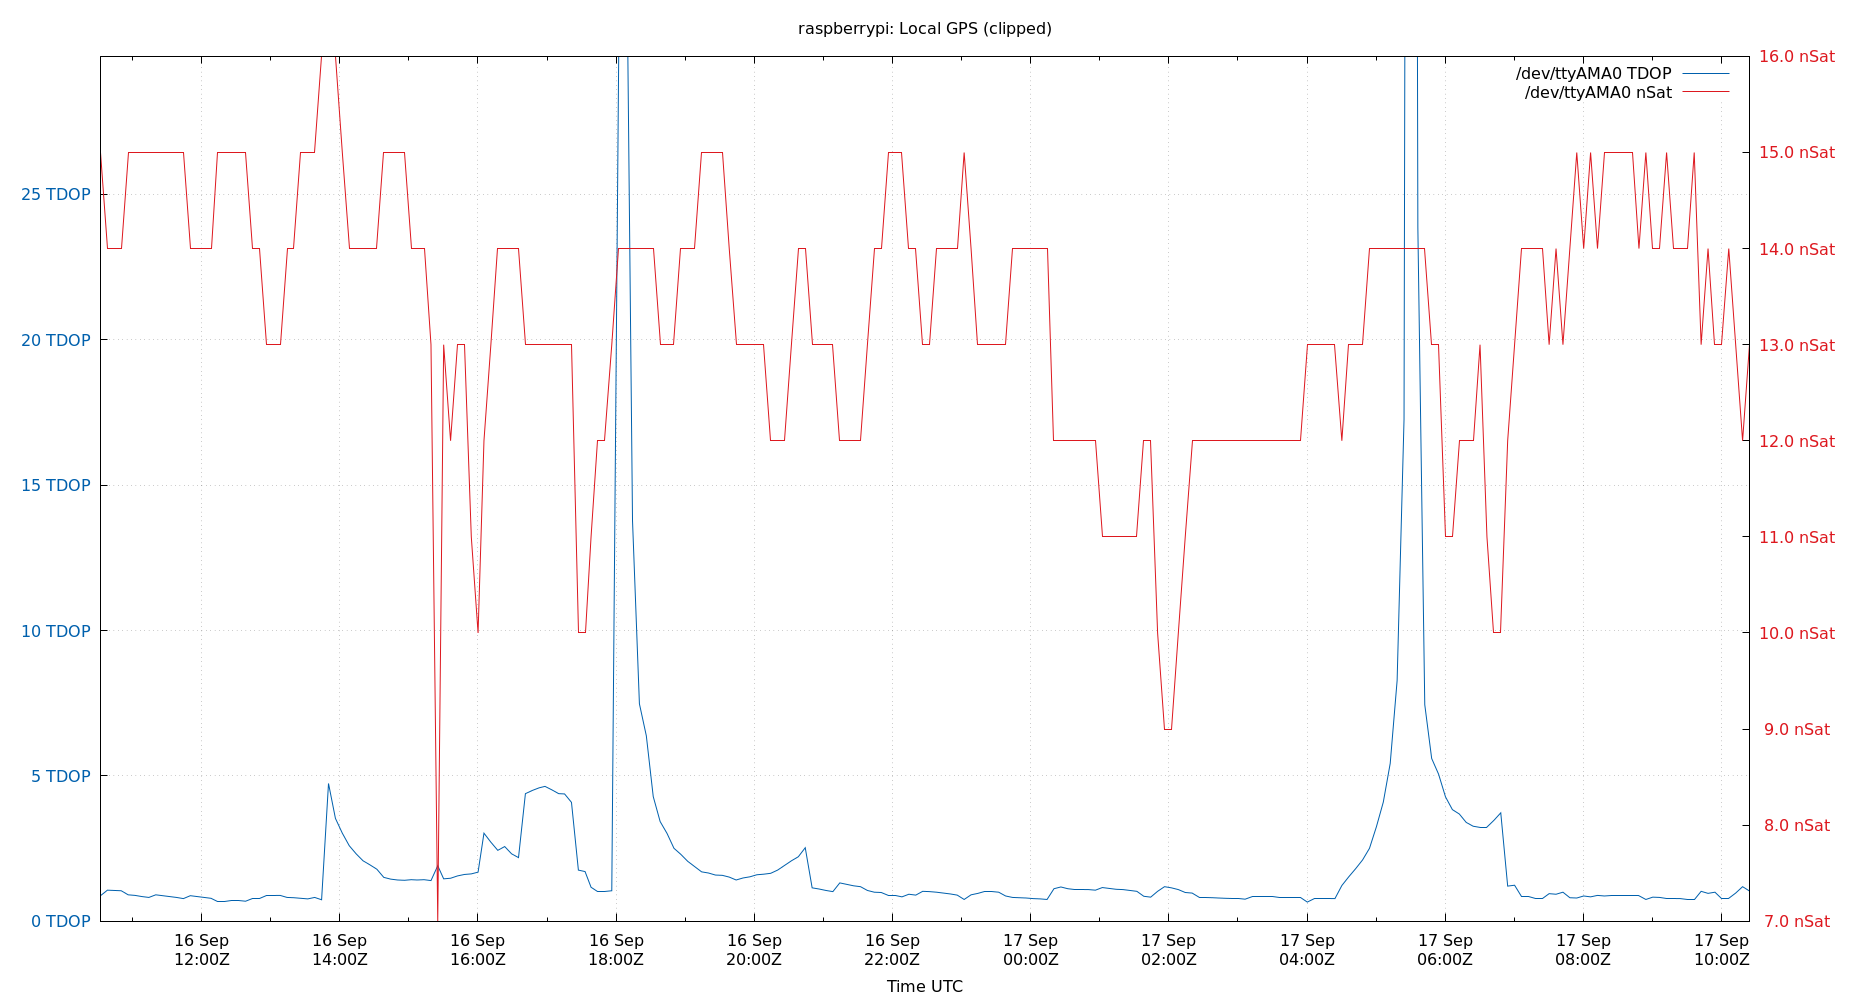 raspberrypi: Local GPS (clipped)
/dev/ttyAMA0 TDOP
/dev/ttyAMA0 nSat
25 TDOP
20 TDOP
15 TDOP
10 TDOP
5 TDOP
0 TDOP
16.0 nSat
15.0 nSat
14.0 nSat
13.0 nSat
12.0 nSat
11.0 nSat
10.0 nSat
9.0 nSat
8.0 nSat
7.0 nSat
16 Sep
12:00Z
16 Sep
14:00Z
16 Sep
16:00Z
16 Sep
18:00Z
16 Sep
20:00Z
16 Sep
22:00Z
17 Sep
00:00Z
17 Sep
02:00Z
17 Sep
04:00Z
17 Sep
06:00Z
17 Sep
08:00Z
17 Sep
10:00Z
Time UTC